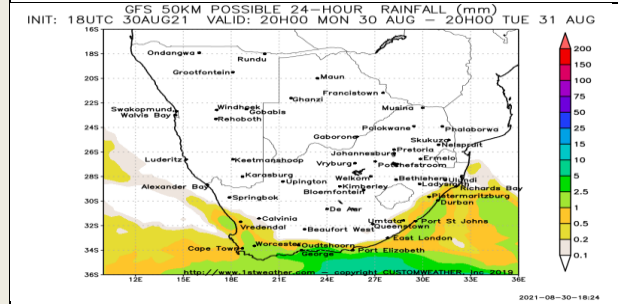 GFS 50KM POSSIBLE 24-HOUR RAINFALL (mm)
INIT: 18UTC 30AUG21 VALID: 20H00 MON 30 AUG - 20H00 TUE 31 AUG
16S
Ondangwa
Rundu
18S
Grootfontein
Maun
20S
Francistown
Ghanzi
22S
Swakopmund
Windhoek
Gobabis
Musina
Walvis Bay
Rehoboth
24S
Polokwane
Phalaborwa
Gaborone
Skukuza
Nelspruit
Johannesburg
Pretoria
26S
Luderitz
Keetmanshoop
Vryburg
Ermelo
Potchefstroom
Karasburg
Welkom
Bethlehem
Ulundi
28S
Alexander Bay
Upington
Kimberley
Ladysmith
Richards Bay
Bloemfontein
Springbok
Pietermaritzburg
30S
Durban
De Aar
Calvinia
Umtata
Port St Johns
32S
Vredendal
Beaufort West
Queenstown
East London
Worcester
Oudtshoorn
34S
Cape Town
George
Port Elizabeth
36S
http://www.1stweather.com - copyright CUSTOMWEATHER, Inc 2019
12E 15E 18E 21E 24E 27E 30E 33E 36E
200
150
100
75
50
25
15
10
5
2.5
1
0.5
0.2
0.1
2021-08-30-18:24